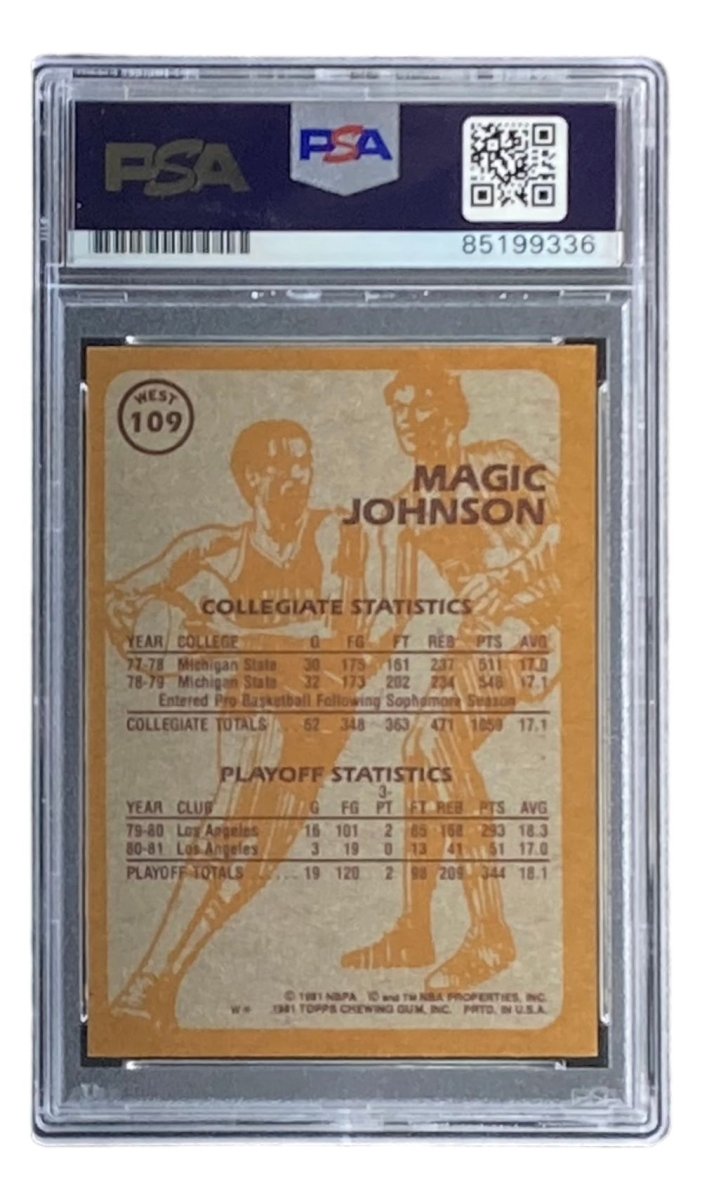 PSA PSA
85199336
WEST
109
MAGIC
JOHNSON
COLLEGIATE STATISTICS
YEAR COLLEGE G FG FT REB PTS AVG
77-78 Michigan State 30 175 161 237 511 17.0
78-79 Michigan State 32 173 202 234 548 17.1
Entered Pro Basketball Following Sophomore Season
COLLEGIATE TOTALS ... 62 348 363 471 1059 17.1
PLAYOFF STATISTICS
YEAR CLUB G FG 3-PT FT REB PTS AVG
79-80 Los Angeles 16 101 2 85 168 293 18.3
80-81 Los Angeles 3 19 0 13 41 51 17.0
PLAYOFF TOTALS ...... 19 120 2 98 209 344 18.1
© 1981 NBPA © and TM NBA PROPERTIES, INC.
1981 TOPPS CHEWING GUM, INC. PRTD. IN U.S.A.